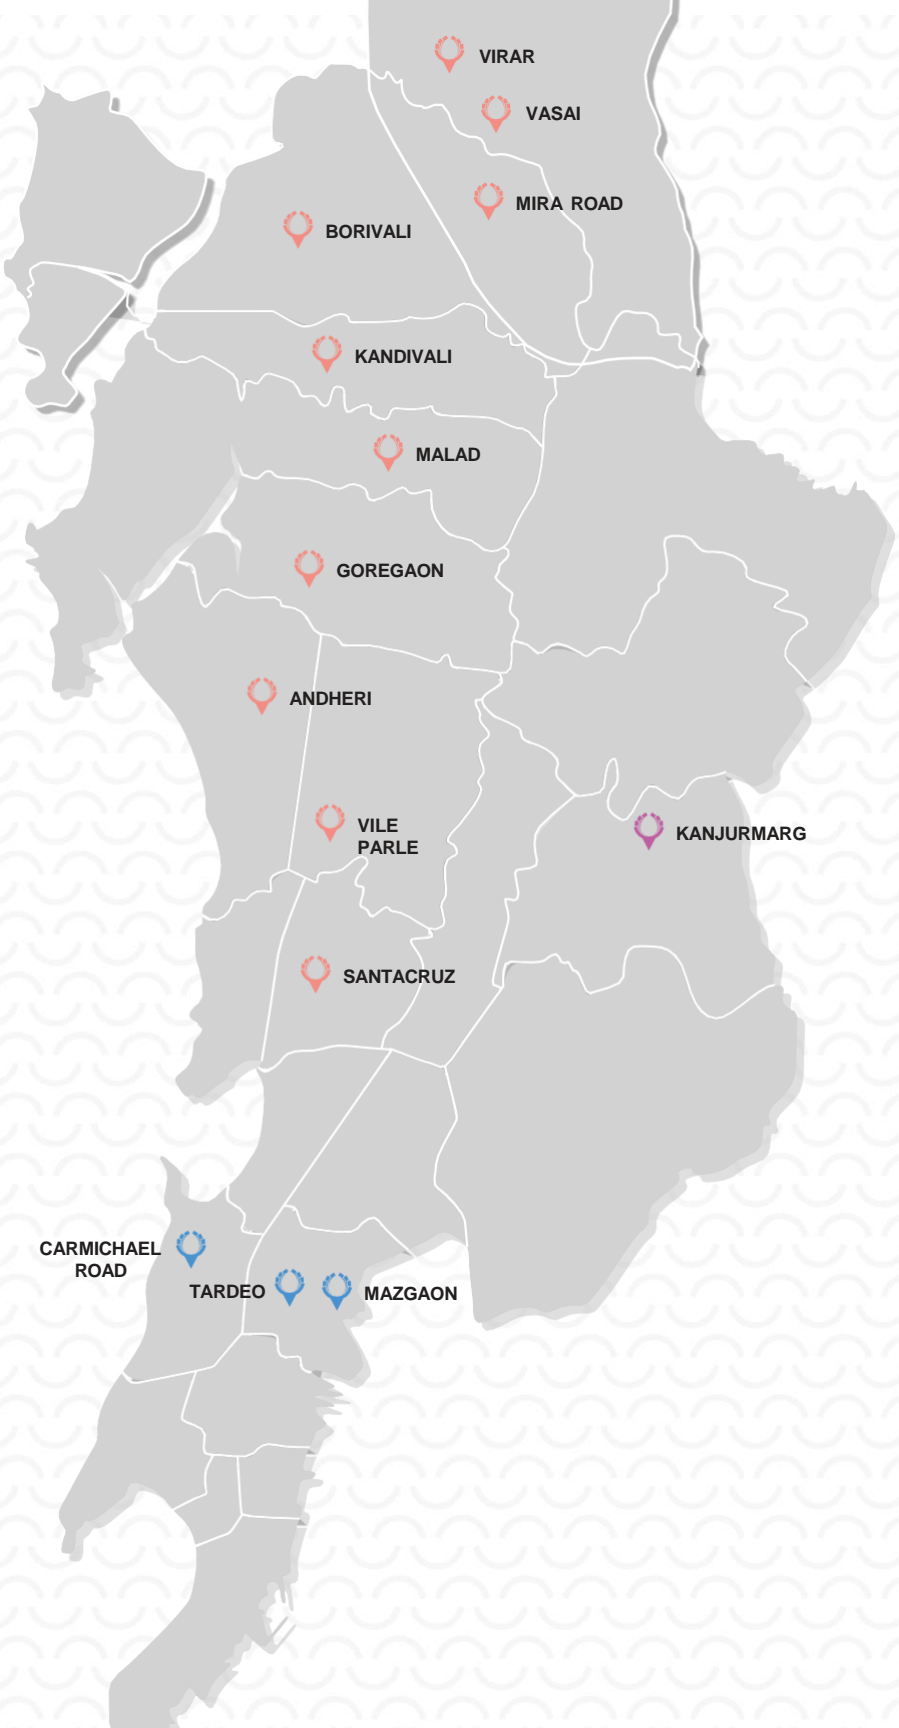 VIRAR
VASAI
MIRA ROAD
BORIVALI
KANDIVALI
MALAD
GOREGAON
ANDHERI
VILE
PARLE
KANJURMARG
SANTACRUZ
CARMICHAEL
ROAD
TARDEO
MAZGAON